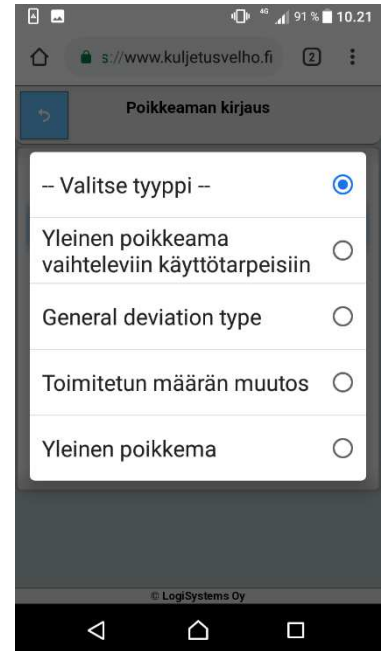 A
4G 91 % 10.21
s://www.kuljetusvelho.fi 2
Poikkeaman kirjaus
-- Valitse tyyppi --
Yleinen poikkeama
vaihteleviin käyttötarpeisiin
General deviation type
Toimitetun määrän muutos
Yleinen poikkema
© LogiSystems Oy